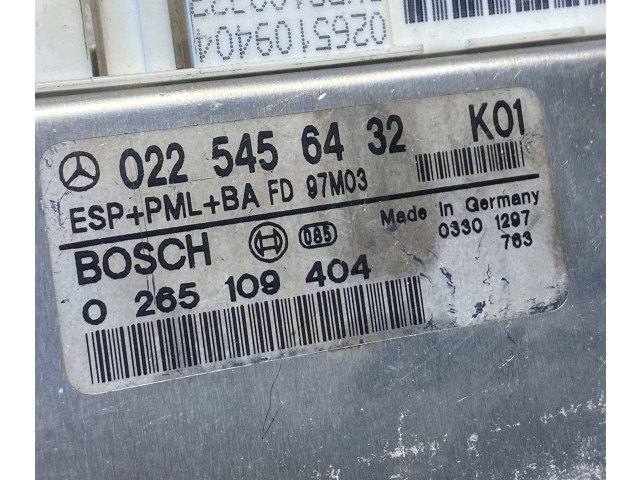 0265109404
022 545 64 32 K01
ESP+PML+BA FD 97M03
BOSCH 085 Made in Germany
0 265 109 404 0330 1297
763